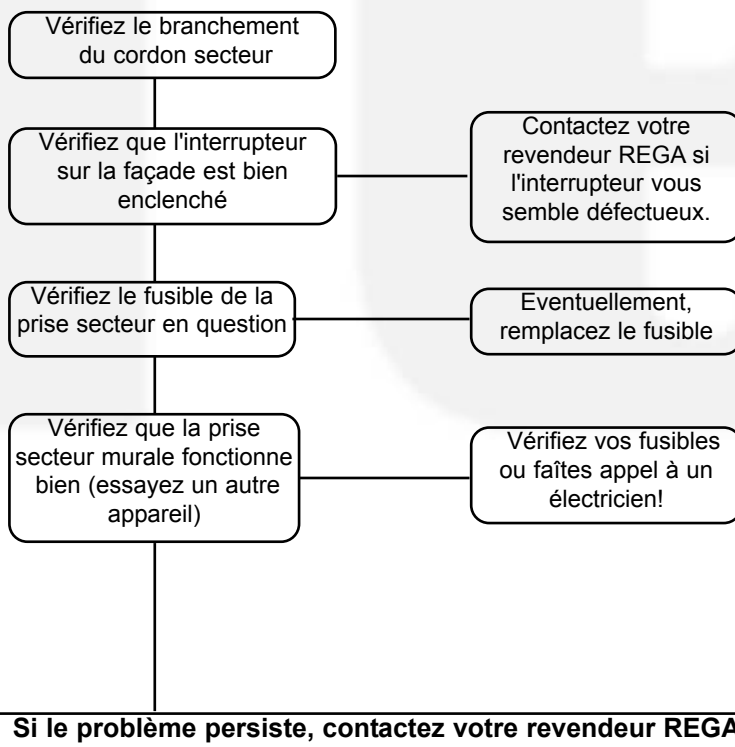 Vérifiez le branchement
du cordon secteur
Vérifiez que l'interrupteur
sur la façade est bien
enclenché
Contactez votre
revendeur REGA si
l'interrupteur vous
semble défectueux.
Vérifiez le fusible de la
prise secteur en question
Eventuellement,
remplacez le fusible
Vérifiez que la prise
secteur murale fonctionne
bien (essayez un autre
appareil)
Vérifiez vos fusibles
ou faîtes appel à un
électricien!
Si le problème persiste, contactez votre revendeur REGA